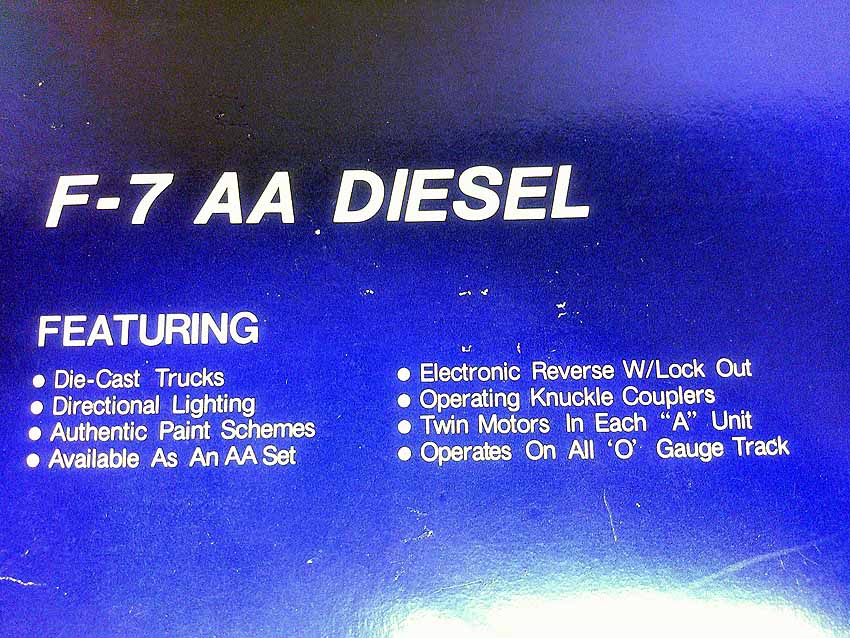 F-7 AA DIESEL
FEATURING
● Die-Cast Trucks
● Directional Lighting
● Authentic Paint Schemes
● Available As An AA Set
● Electronic Reverse W/Lock Out
● Operating Knuckle Couplers
● Twin Motors In Each “A” Unit
● Operates On All ‘O’ Gauge Track